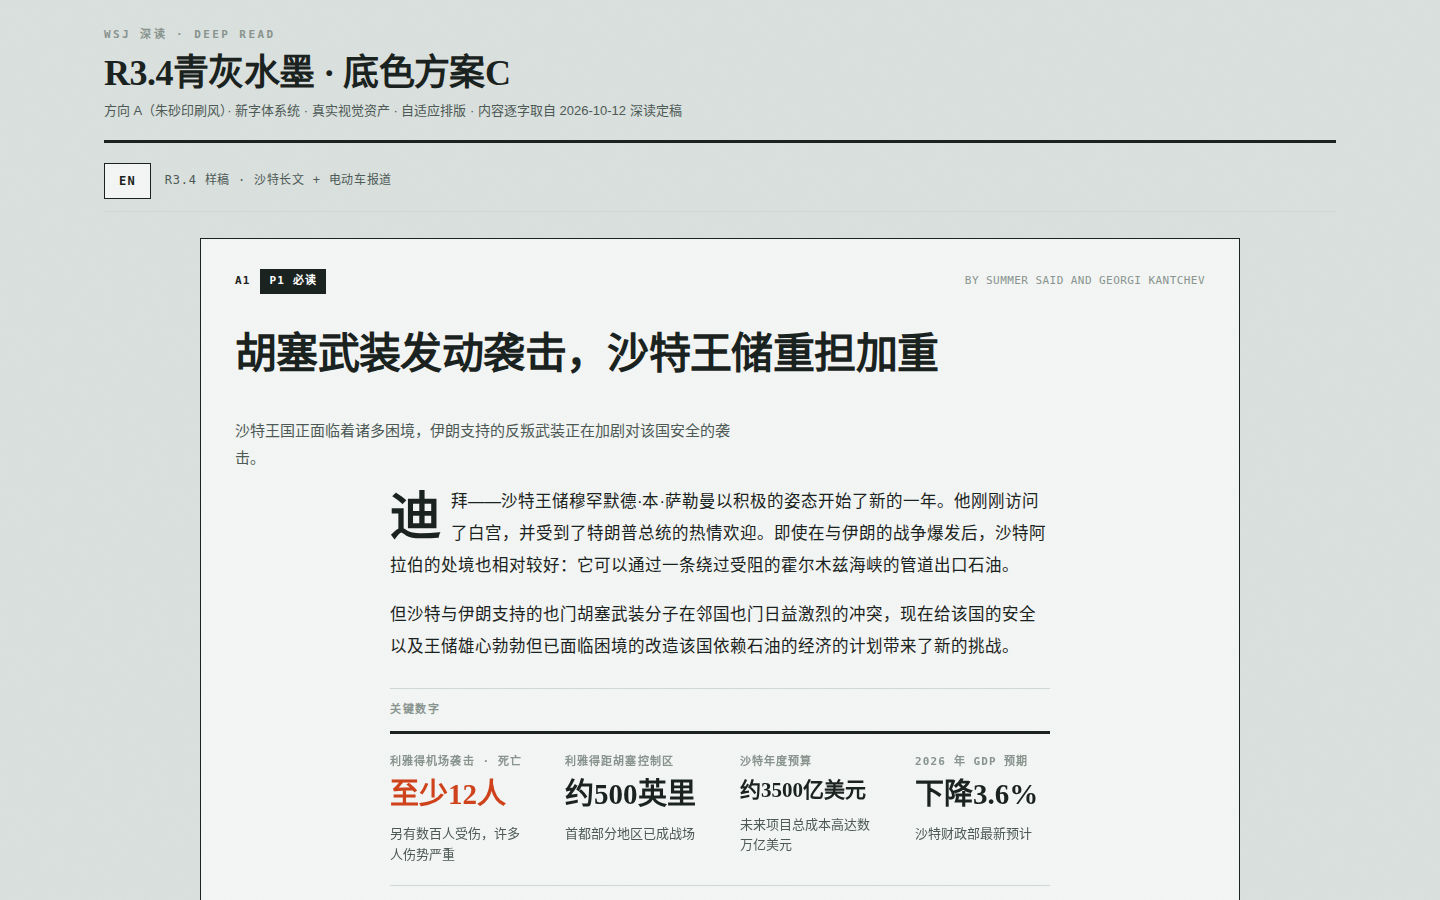 WSJ 深读 · DEEP READ
R3.4青灰水墨 · 底色方案C
方向 A（朱砂印刷风）· 新字体系统 · 真实视觉资产 · 自适应排版 · 内容逐字取自 2026-10-12 深读定稿
EN
R3.4 样稿 · 沙特长文 + 电动车报道
A1
P1 必读
BY SUMMER SAID AND GEORGI KANTCHEV
胡塞武装发动袭击，沙特王储重担加重
沙特王国正面临着诸多困境，伊朗支持的反叛武装正在加剧对该国安全的袭
击。
迪拜——沙特王储穆罕默德·本·萨勒曼以积极的姿态开始了新的一年。他刚刚访问
了白宫，并受到了特朗普总统的热情欢迎。即使在与伊朗的战争爆发后，沙特阿
拉伯的处境也相对较好：它可以通过一条绕过受阻的霍尔木兹海峡的管道出口石油。
但沙特与伊朗支持的也门胡塞武装分子在邻国也门日益激烈的冲突，现在给该国的安全
以及王储雄心勃勃但已面临困境的改造该国依赖石油的经济的计划带来了新的挑战。
关键数字
利雅得机场袭击 · 死亡
至少12人
另有数百人受伤，许多
人伤势严重
利雅得距胡塞控制区
约500英里
首都部分地区已成战场
沙特年度预算
约3500亿美元
未来项目总成本高达数
万亿美元
2026 年 GDP 预期
下降3.6%
沙特财政部最新预计